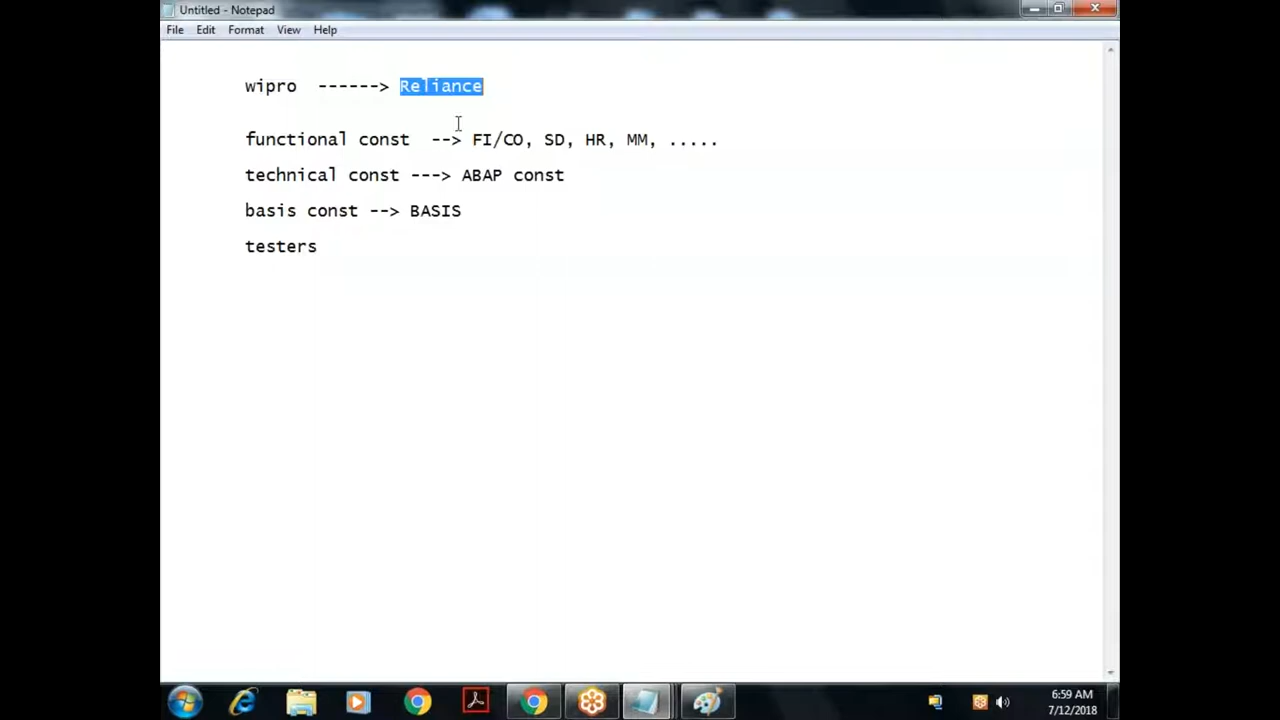 Untitled - Notepad
File Edit Format View Help
wipro ------> Reliance
functional const --> FI/CO, SD, HR, MM, .....
technical const ---> ABAP const
basis const --> BASIS
testers
6:59 AM
7/12/2018